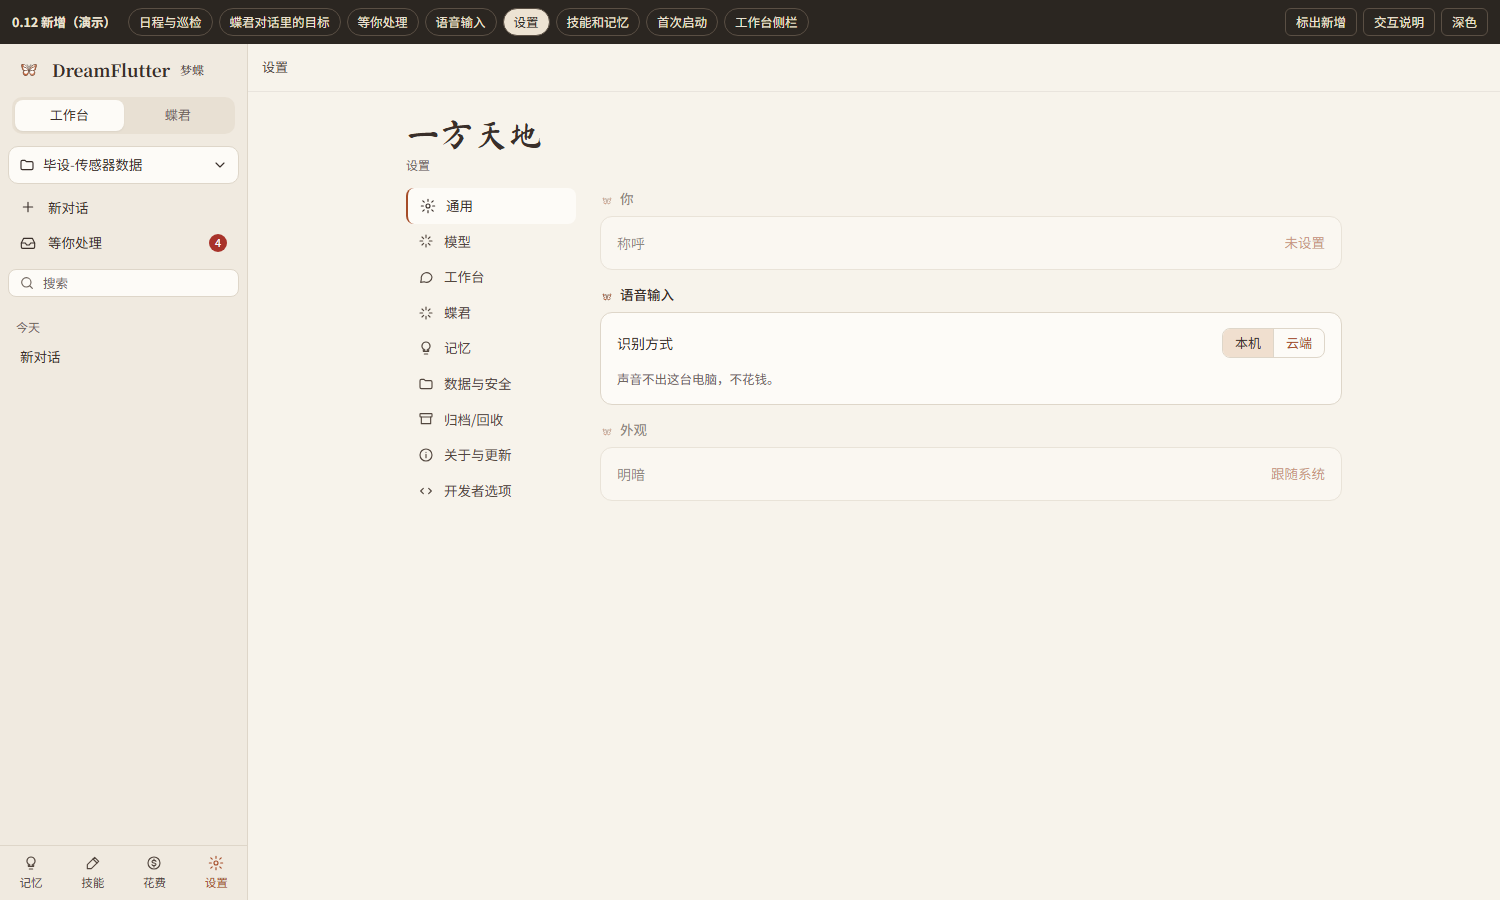 0.12 新增（演示）
日程与巡检
蝶君对话里的目标
等你处理
语音输入
设置
技能和记忆
首次启动
工作台侧栏
标出新增
交互说明
深色
DreamFlutter 梦蝶
工作台
蝶君
毕设-传感器数据
新对话
等你处理 4
搜索
今天
新对话
记忆
技能
花费
设置
设置
一方天地
设置
通用
模型
工作台
蝶君
记忆
数据与安全
归档/回收
关于与更新
开发者选项
你
称呼 未设置
语音输入
识别方式 本机 云端
声音不出这台电脑，不花钱。
外观
明暗 跟随系统